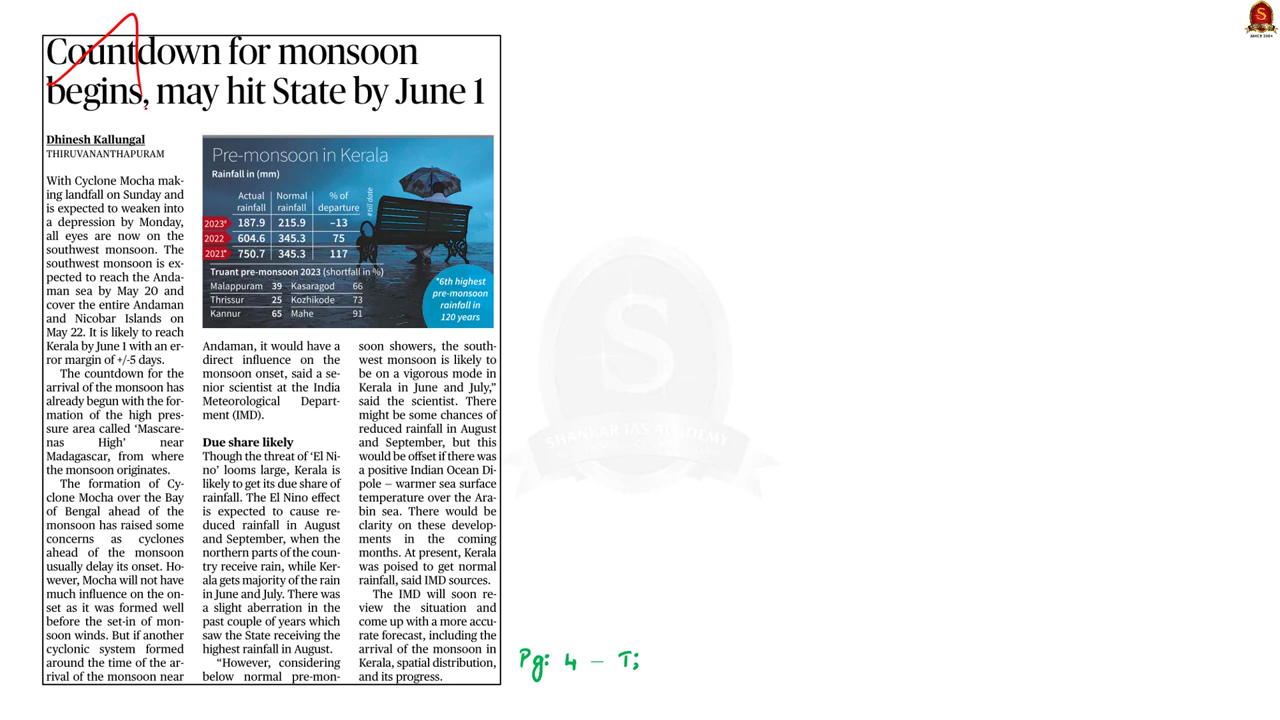 Countdown for monsoon
begins, may hit State by June 1
Dhinesh Kallungal
THIRUVANANTHAPURAM
With Cyclone Mocha mak-
ing landfall on Sunday and
is expected to weaken into
a depression by Monday,
all eyes are now on the
southwest monsoon. The
southwest monsoon is ex-
pected to reach the Anda-
man sea by May 20 and
cover the entire Andaman
and Nicobar Islands on
May 22. It is likely to reach
Kerala by June 1 with an er-
ror margin of +/-5 days.
The countdown for the
arrival of the monsoon has
already begun with the for-
mation of the high pres-
sure area called ‘Mascare-
nas High’ near
Madagascar, from where
the monsoon originates.
The formation of Cy-
clone Mocha over the Bay
of Bengal ahead of the
monsoon has raised some
concerns as cyclones
ahead of the monsoon
usually delay its onset. Ho-
wever, Mocha will not have
much influence on the on-
set as it was formed well
before the set-in of mon-
soon winds. But if another
cyclonic system formed
around the time of the ar-
rival of the monsoon near
Pre-monsoon in Kerala
Rainfall in (mm)
Actual rainfall Normal rainfall % of departure
#till date
2023# 187.9 215.9 –13
2022 604.6 345.3 75
2021* 750.7 345.3 117
Truant pre-monsoon 2023 (shortfall in %)
Malappuram 39 Kasaragod 66
Thrissur 25 Kozhikode 73
Kannur 65 Mahe 91
*6th highest
pre-monsoon
rainfall in
120 years
Andaman, it would have a
direct influence on the
monsoon onset, said a se-
nior scientist at the India
Meteorological Depart-
ment (IMD).
Due share likely
Though the threat of ‘El Ni-
no’ looms large, Kerala is
likely to get its due share of
rainfall. The El Nino effect
is expected to cause re-
duced rainfall in August
and September, when the
northern parts of the coun-
try receive rain, while Ker-
ala gets majority of the rain
in June and July. There was
a slight aberration in the
past couple of years which
saw the State receiving the
highest rainfall in August.
“However, considering
below normal pre-mon-
soon showers, the south-
west monsoon is likely to
be on a vigorous mode in
Kerala in June and July,”
said the scientist. There
might be some chances of
reduced rainfall in August
and September, but this
would be offset if there was
a positive Indian Ocean Di-
pole – warmer sea surface
temperature over the Ara-
bin sea. There would be
clarity on these develop-
ments in the coming
months. At present, Kerala
was poised to get normal
rainfall, said IMD sources.
The IMD will soon re-
view the situation and
come up with a more accu-
rate forecast, including the
arrival of the monsoon in
Kerala, spatial distribution,
and its progress.
Pg: 4 – T;
S
SHANKAR IAS ACADEMY
SINCE 2004